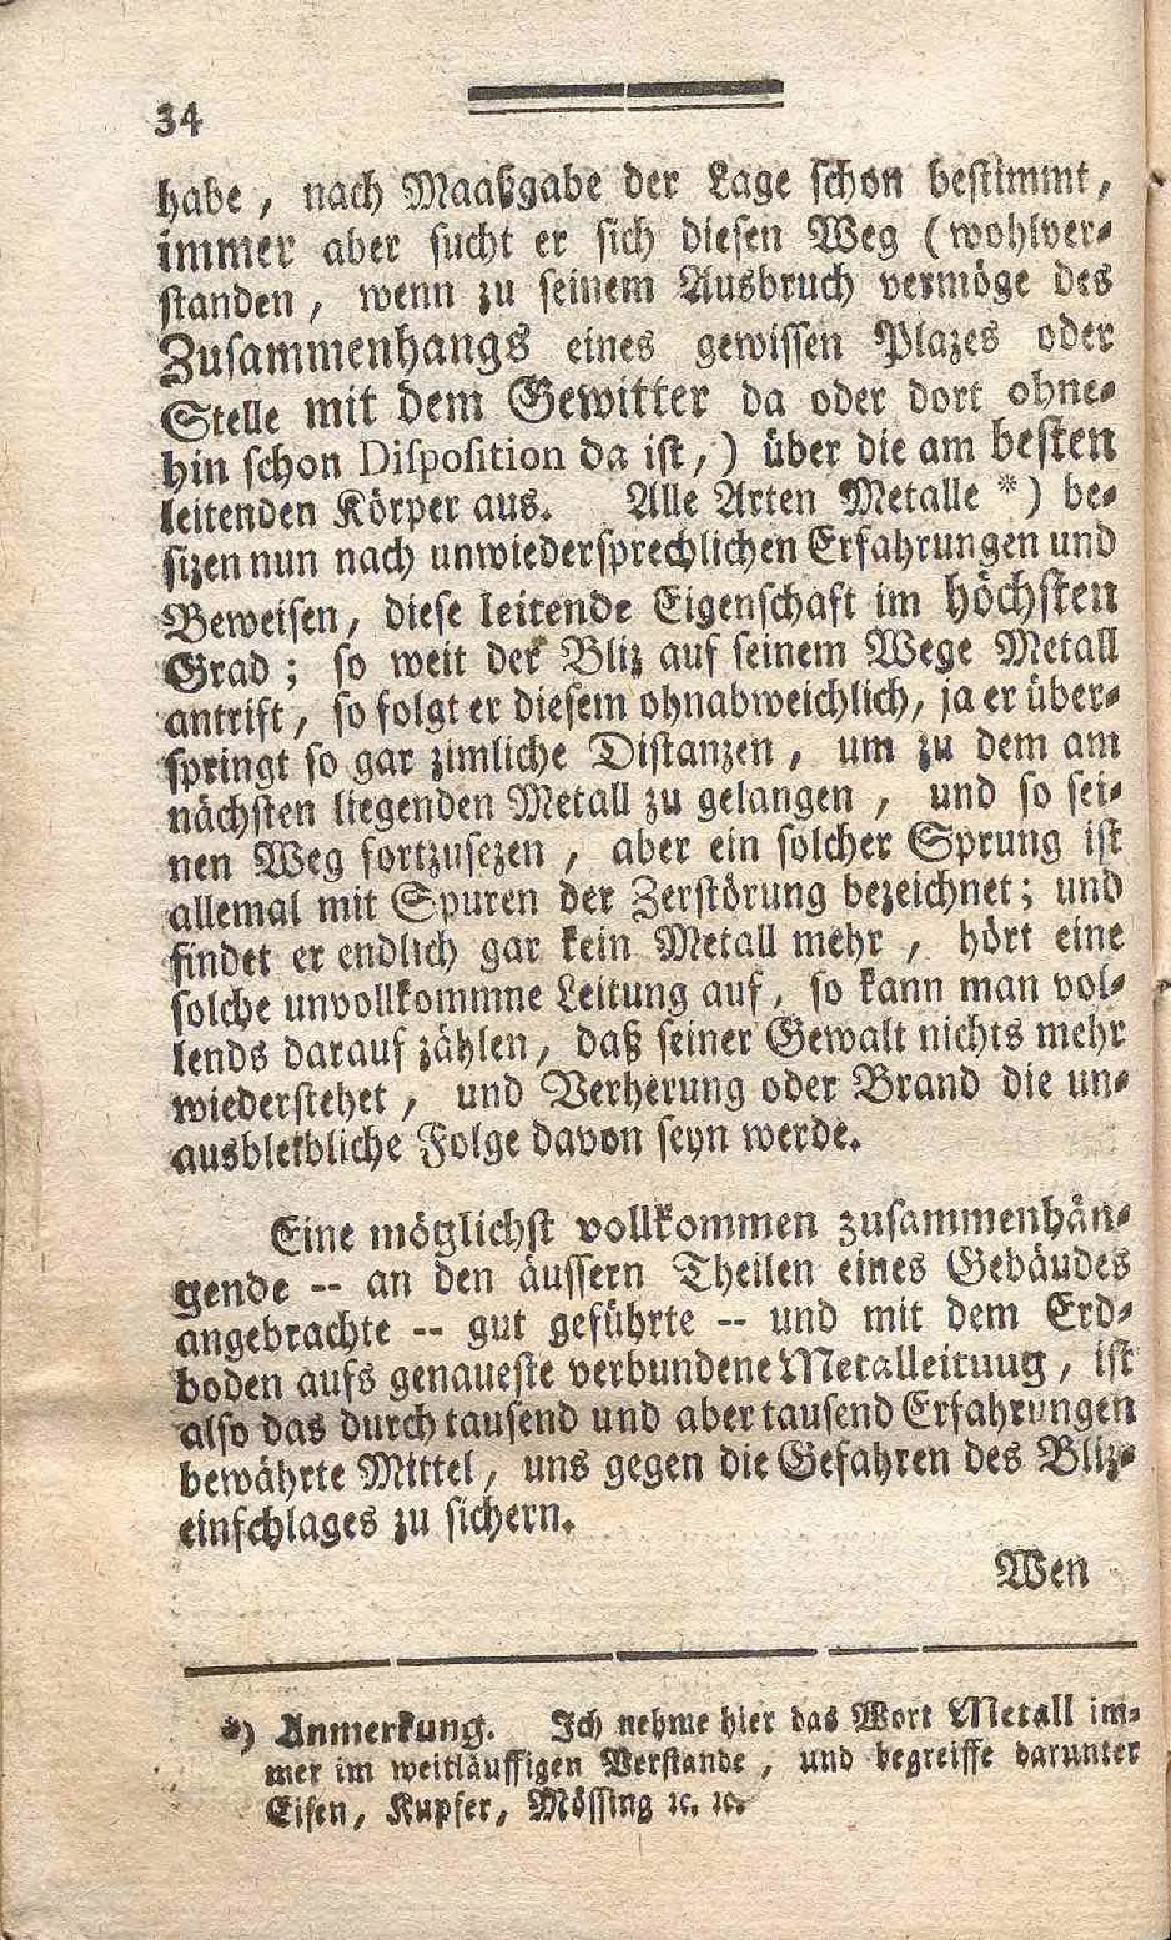 34
habe, nach Maaßgabe der Lage schon bestimmt,
immer aber sucht er sich diesen Weg (wohlver-
standen, wenn zu seinem Ausbruch vermöge des
Zusammenhangs eines gewissen Plazes oder
Stelle mit dem Gewitter da oder dort ohne-
hin schon Disposition da ist,) über die am besten
leitenden Körper aus. Alle Arten Metalle *) be-
sizen nun nach unwiedersprechlichen Erfahrungen und
Beweisen, diese leitende Eigenschaft im höchsten
Grad; so weit der Bliz auf seinem Wege Metall
antrift, so folgt er diesem ohnabweichlich, ja er über-
springt so gar zimliche Distanzen, um zu dem am
nächsten liegenden Metall zu gelangen, und so sei-
nen Weg fortzusezen, aber ein solcher Sprung ist
allemal mit Spuren der Zerstörung bezeichnet; und
findet er endlich gar kein Metall mehr, hört eine
solche unvollkommne Leitung auf, so kann man vol-
lends darauf zählen, daß seiner Gewalt nichts mehr
wiederstehet, und Verherung oder Brand die un-
ausbleibliche Folge davon seyn werde.
Eine möglichst vollkommen zusammenhän-
gende -- an den äussern Theilen eines Gebäudes
angebrachte -- gut geführte -- und mit dem Erd-
boden aufs genaueste verbundene Metalleituug, ist
also das durch tausend und aber tausend Erfahrungen
bewährte Mittel, uns gegen die Gefahren des Bliz-
einschlages zu sichern.
Wen
*) Anmerkung. Ich nehme hier das Wort Metall im-
mer im weitläuffigen Verstande, und begreiffe darunter
Eisen, Kupfer, Mössing ꝛc. ꝛc.